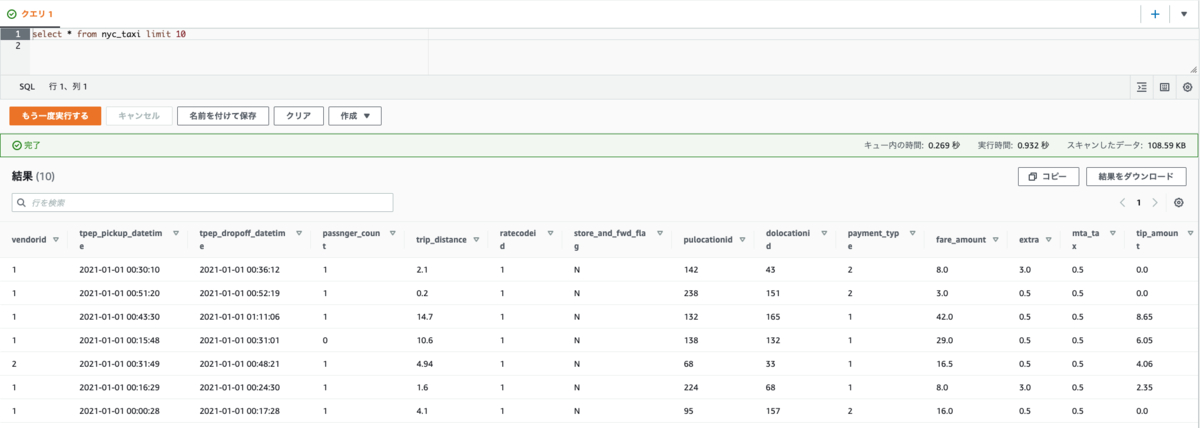 クエリ 1
1 select * from nyc_taxi limit 10
2
SQL 行 1、列 1
もう一度実行する キャンセル 名前を付けて保存 クリア 作成
完了 キュー内の時間: 0.269 秒 実行時間: 0.932 秒 スキャンしたデータ: 108.59 KB
結果 (10) コピー 結果をダウンロード
行を検索 1
vendorid tpep_pickup_datetime tpep_dropoff_datetime passnger_count trip_distance ratecodeid store_and_fwd_flag pulocationid dolocationid payment_type fare_amount extra mta_tax tip_amount
1 2021-01-01 00:30:10 2021-01-01 00:36:12 1 2.1 1 N 142 43 2 8.0 3.0 0.5 0.0
1 2021-01-01 00:51:20 2021-01-01 00:52:19 1 0.2 1 N 238 151 2 3.0 0.5 0.5 0.0
1 2021-01-01 00:43:30 2021-01-01 01:11:06 1 14.7 1 N 132 165 1 42.0 0.5 0.5 8.65
1 2021-01-01 00:15:48 2021-01-01 00:31:01 0 10.6 1 N 138 132 1 29.0 0.5 0.5 6.05
2 2021-01-01 00:31:49 2021-01-01 00:48:21 1 4.94 1 N 68 33 1 16.5 0.5 0.5 4.06
1 2021-01-01 00:16:29 2021-01-01 00:24:30 1 1.6 1 N 224 68 1 8.0 3.0 0.5 2.35
1 2021-01-01 00:00:28 2021-01-01 00:17:28 1 4.1 1 N 95 157 2 16.0 0.5 0.5 0.0